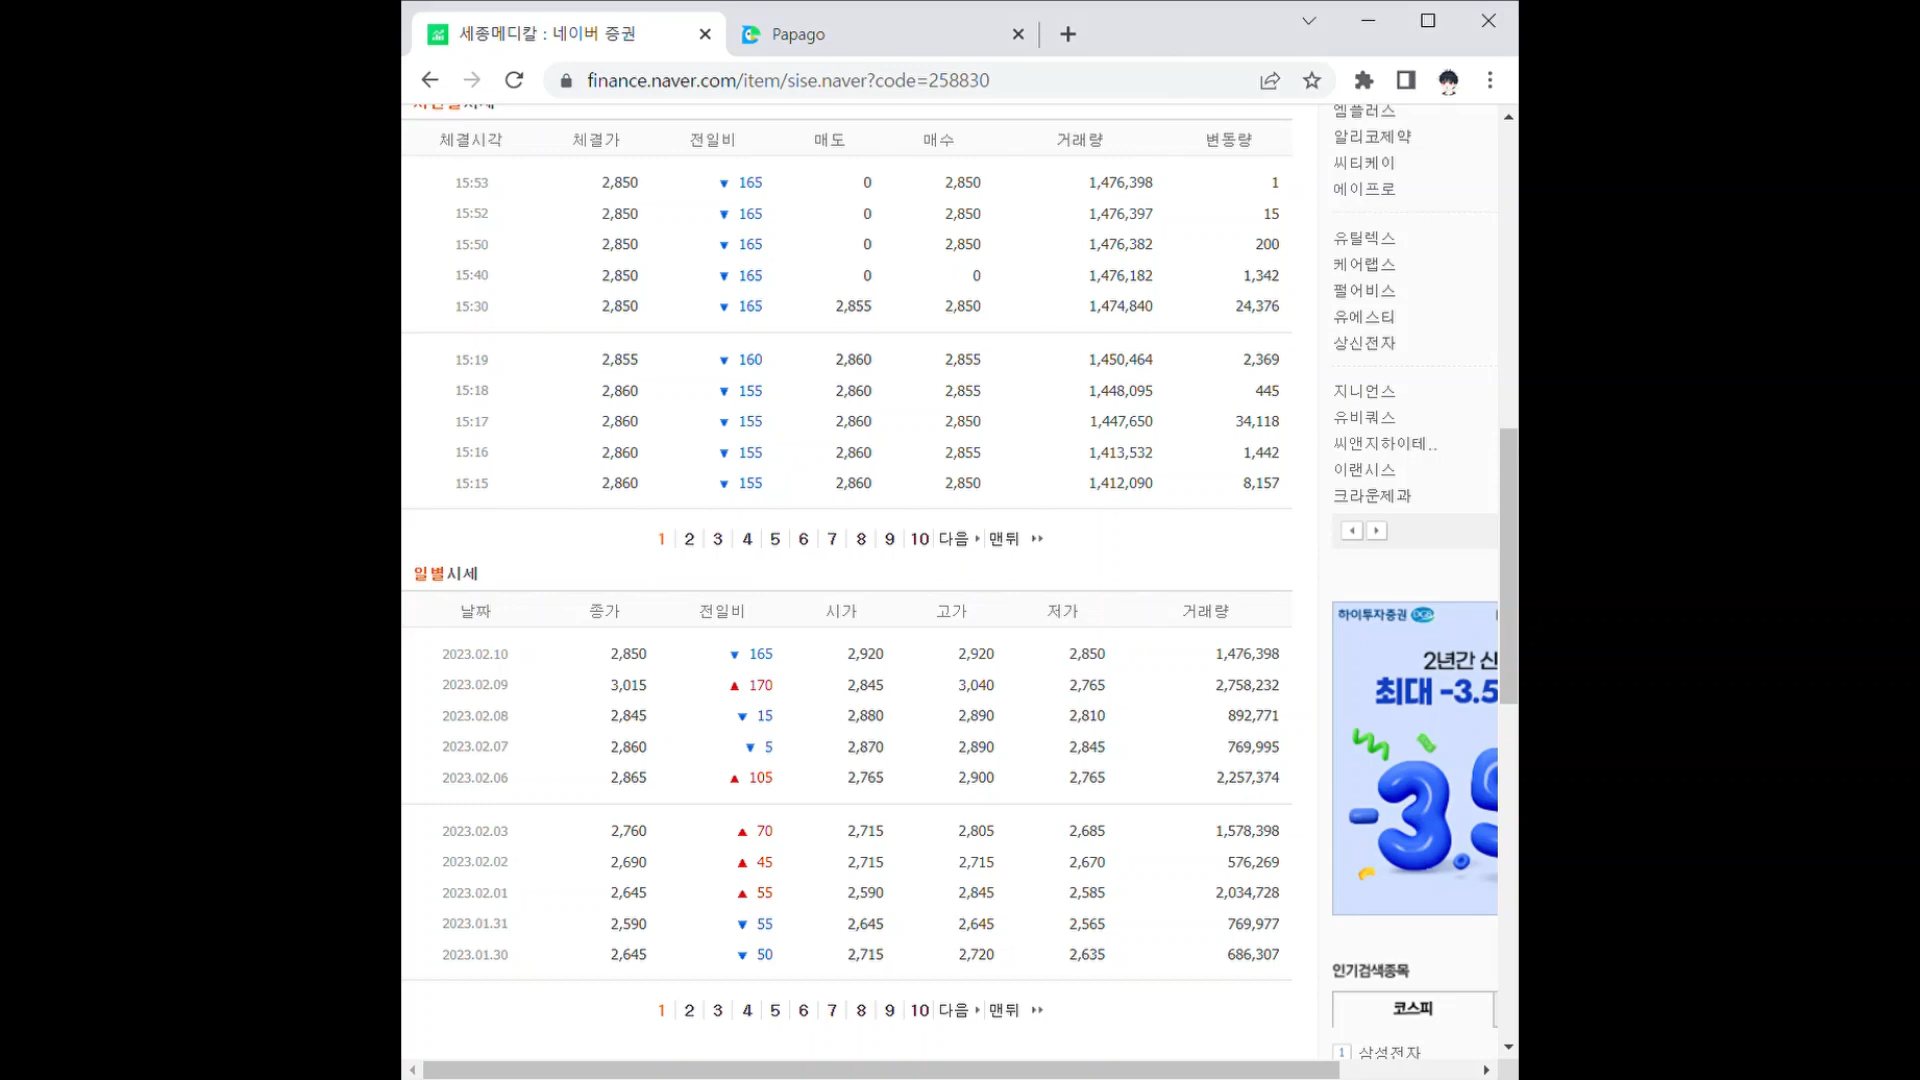 세종메디칼 : 네이버 증권
Papago
finance.naver.com/item/sise.naver?code=258830
체결시각 체결가 전일비 매도 매수 거래량 변동량
15:53 2,850 ▼ 165 0 2,850 1,476,398 1
15:52 2,850 ▼ 165 0 2,850 1,476,397 15
15:50 2,850 ▼ 165 0 2,850 1,476,382 200
15:40 2,850 ▼ 165 0 0 1,476,182 1,342
15:30 2,850 ▼ 165 2,855 2,850 1,474,840 24,376
15:19 2,855 ▼ 160 2,860 2,855 1,450,464 2,369
15:18 2,860 ▼ 155 2,860 2,855 1,448,095 445
15:17 2,860 ▼ 155 2,860 2,850 1,447,650 34,118
15:16 2,860 ▼ 155 2,860 2,855 1,413,532 1,442
15:15 2,860 ▼ 155 2,860 2,850 1,412,090 8,157
1 2 3 4 5 6 7 8 9 10 다음 맨뒤
일별시세
날짜 종가 전일비 시가 고가 저가 거래량
2023.02.10 2,850 ▼ 165 2,920 2,920 2,850 1,476,398
2023.02.09 3,015 ▲ 170 2,845 3,040 2,765 2,758,232
2023.02.08 2,845 ▼ 15 2,880 2,890 2,810 892,771
2023.02.07 2,860 ▼ 5 2,870 2,890 2,845 769,995
2023.02.06 2,865 ▲ 105 2,765 2,900 2,765 2,257,374
2023.02.03 2,760 ▲ 70 2,715 2,805 2,685 1,578,398
2023.02.02 2,690 ▲ 45 2,715 2,715 2,670 576,269
2023.02.01 2,645 ▲ 55 2,590 2,845 2,585 2,034,728
2023.01.31 2,590 ▼ 55 2,645 2,645 2,565 769,977
2023.01.30 2,645 ▼ 50 2,715 2,720 2,635 686,307
1 2 3 4 5 6 7 8 9 10 다음 맨뒤
엠플러스
알리코제약
씨티케이
에이프로
유틸렉스
케어랩스
펄어비스
유에스티
상신전자
지니언스
유비쿼스
씨앤지하이테..
이랜시스
크라운제과
하이투자증권 DGB
2년간 신
최대 -3.5
-3.
인기검색종목
코스피
1 삼성전자